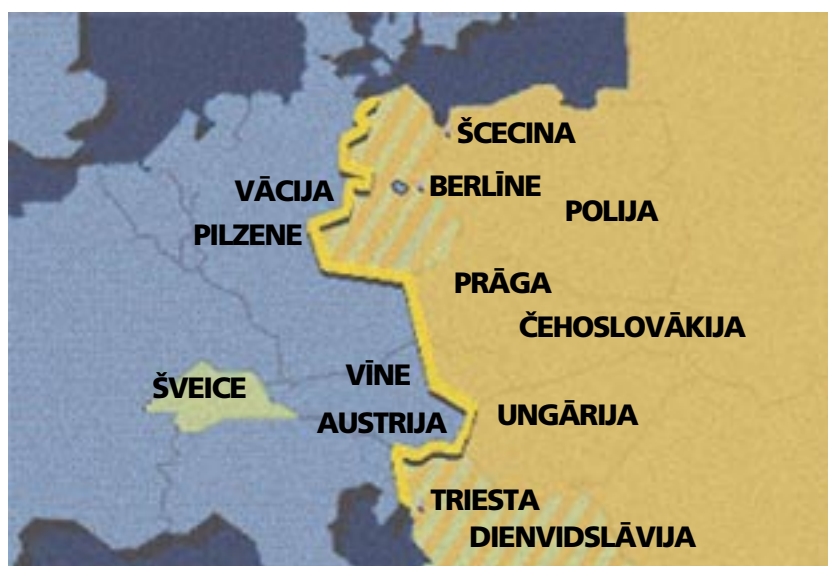 ŠCECINA
VĀCIJA
BERLĪNE
POLIJA
PILZENE
PRĀGA
ČEHOSLOVĀKIJA
VĪNE
ŠVEICE
AUSTRIJA
UNGĀRIJA
TRIESTA
DIENVIDSLĀVIJA